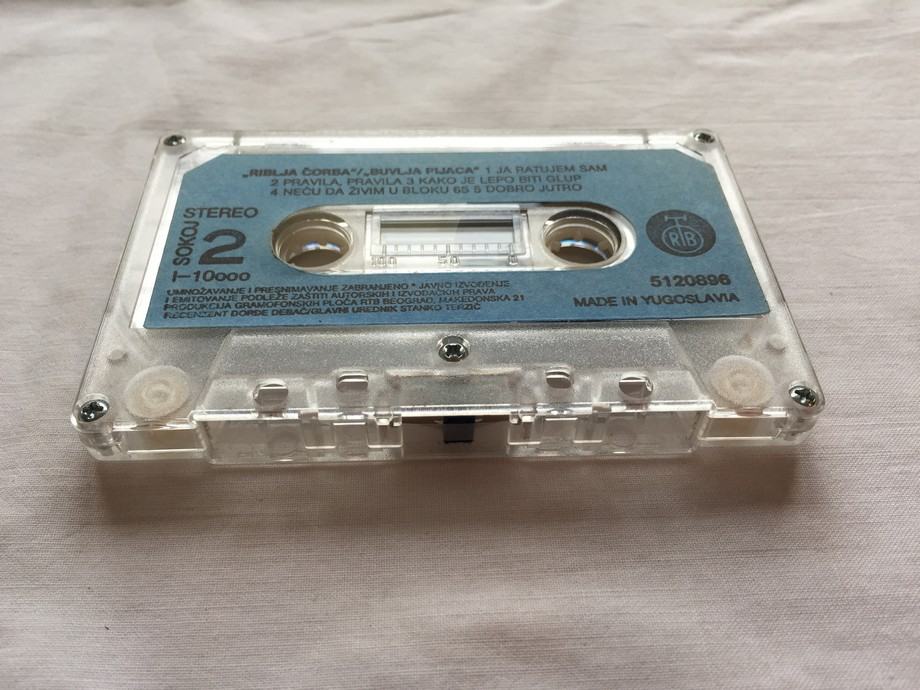 „RIBLJA ČORBA“/„BUVLJA PIJACA“ 1 JA RATUJEM SAM
2 PRAVILA, PRAVILA 3 KAKO JE LEPO BITI GLUP
4 NEĆU DA ŽIVIM U BLOKU 65 5 DOBRO JUTRO
STEREO
SOKOJ
2
I–10000
RTB
100 50 0
5120896
MADE IN YUGOSLAVIA
UMNOŽAVANJE I PRESNIMAVANJE ZABRANJENO * JAVNO IZVOĐENJE
I EMITOVANJE PODLEŽE ZAŠTITI AUTORSKIH I IZVOĐAČKIH PRAVA
PRODUKCIJA GRAMOFONSKIH PLOČA RTB BEOGRAD, MAKEDONSKA 21
RECENZENT ĐORĐE DEBAČ/GLAVNI UREDNIK STANKO TERZIĆ